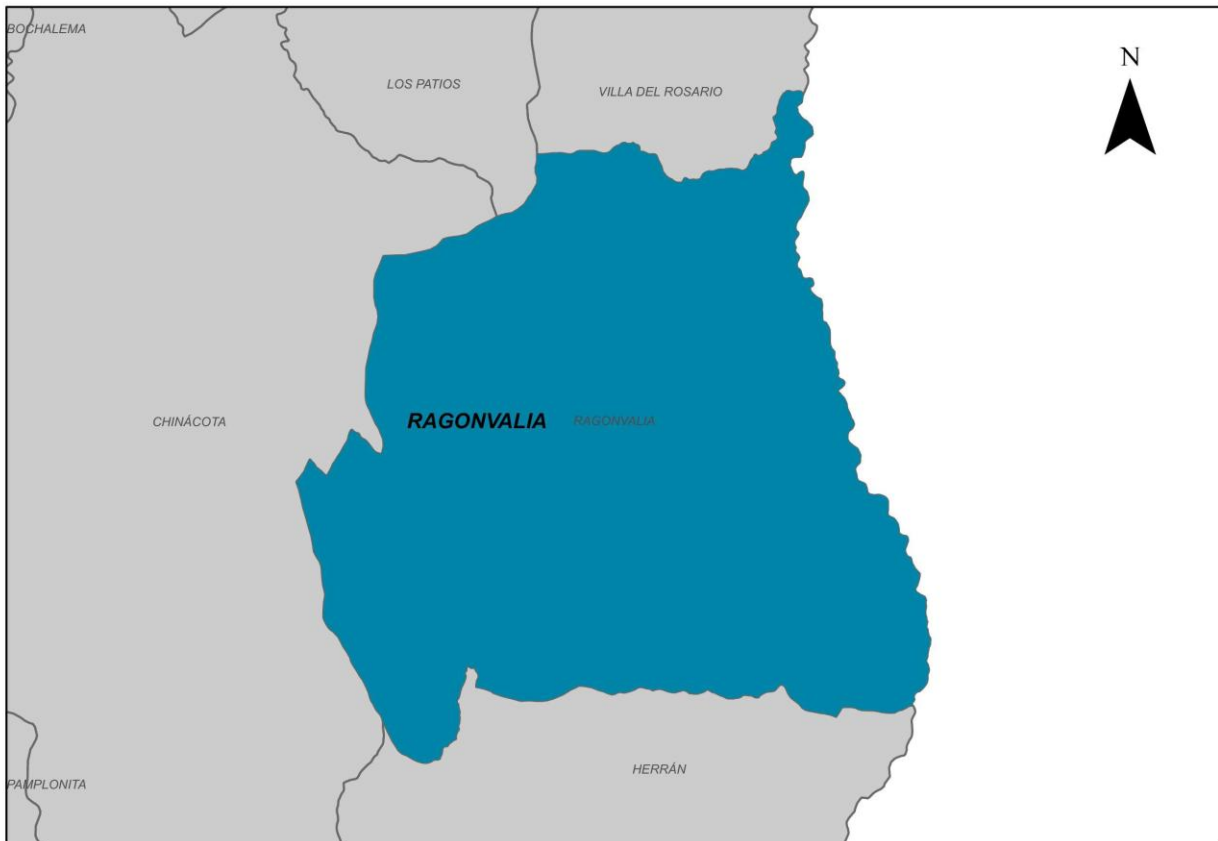 BOCHALEMA
LOS PATIOS
VILLA DEL ROSARIO
N
CHINÁCOTA
RAGONVALIA
RAGONVALIA
HERRÁN
PAMPLONITA